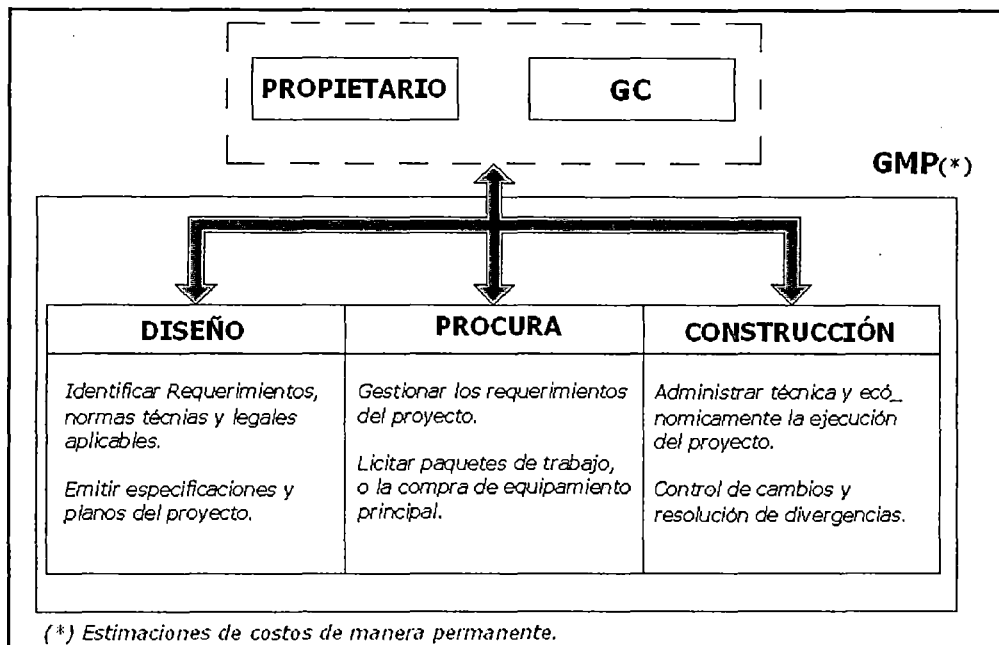 PROPIETARIO
GC
GMP(*)
DISEÑO
PROCURA
CONSTRUCCIÓN
Identificar Requerimientos,
normas técnias y legales
aplicables.
Emitir especificaciones y
planos del proyecto.
Gestionar los requerimientos
del proyecto.
Licitar paquetes de trabajo,
o la compra de equipamiento
principal.
Administrar técnica y ecó_
nomicamente la ejecución
del proyecto.
Control de cambios y
resolución de divergencias.
(*) Estimaciones de costos de manera permanente.